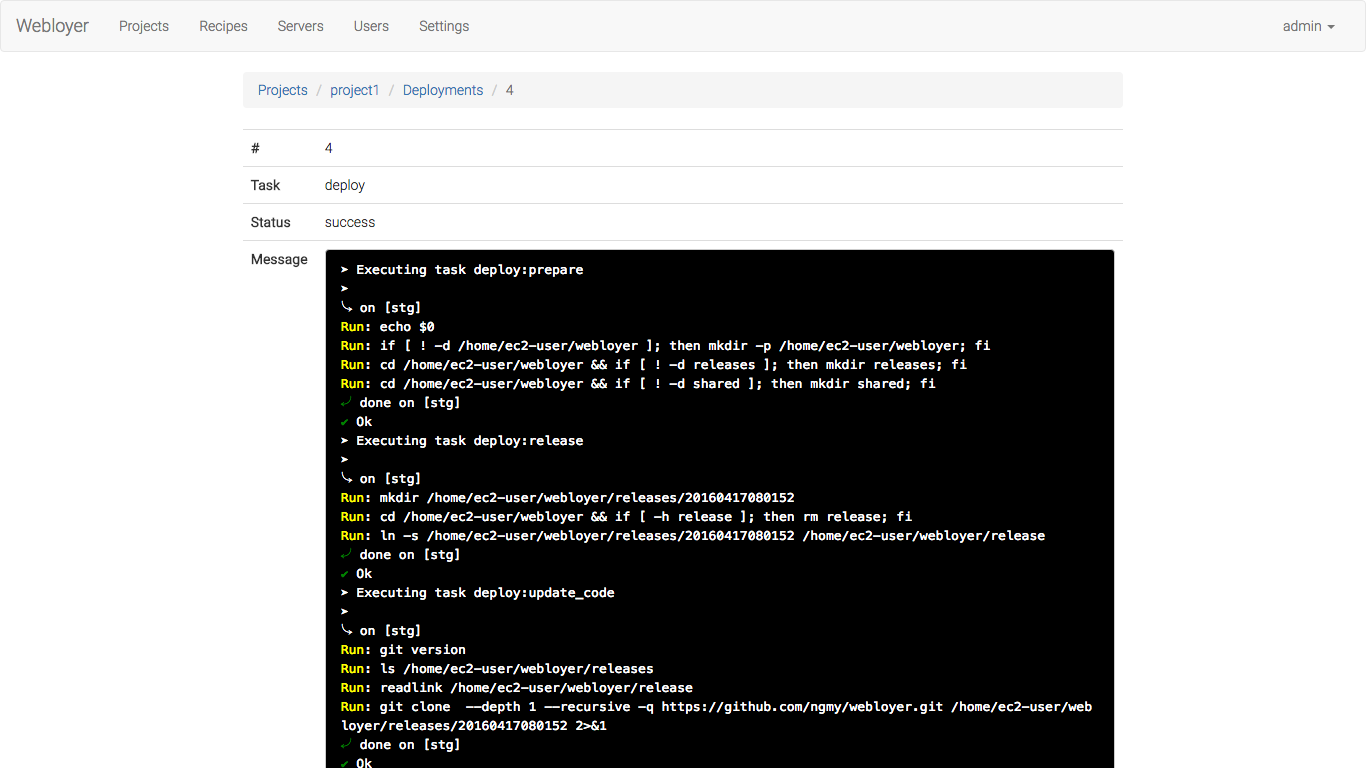 Webloyer Projects Recipes Servers Users Settings admin
Projects / project1 / Deployments / 4
# 4
Task deploy
Status success
Message
➤ Executing task deploy:prepare
➤
⤷ on [stg]
Run: echo $0
Run: if [ ! -d /home/ec2-user/webloyer ]; then mkdir -p /home/ec2-user/webloyer; fi
Run: cd /home/ec2-user/webloyer && if [ ! -d releases ]; then mkdir releases; fi
Run: cd /home/ec2-user/webloyer && if [ ! -d shared ]; then mkdir shared; fi
⤶ done on [stg]
✔ Ok
➤ Executing task deploy:release
➤
⤷ on [stg]
Run: mkdir /home/ec2-user/webloyer/releases/20160417080152
Run: cd /home/ec2-user/webloyer && if [ -h release ]; then rm release; fi
Run: ln -s /home/ec2-user/webloyer/releases/20160417080152 /home/ec2-user/webloyer/release
⤶ done on [stg]
✔ Ok
➤ Executing task deploy:update_code
➤
⤷ on [stg]
Run: git version
Run: ls /home/ec2-user/webloyer/releases
Run: readlink /home/ec2-user/webloyer/release
Run: git clone  --depth 1 --recursive -q https://github.com/ngmy/webloyer.git /home/ec2-user/web
loyer/releases/20160417080152 2>&1
⤶ done on [stg]
✔ Ok